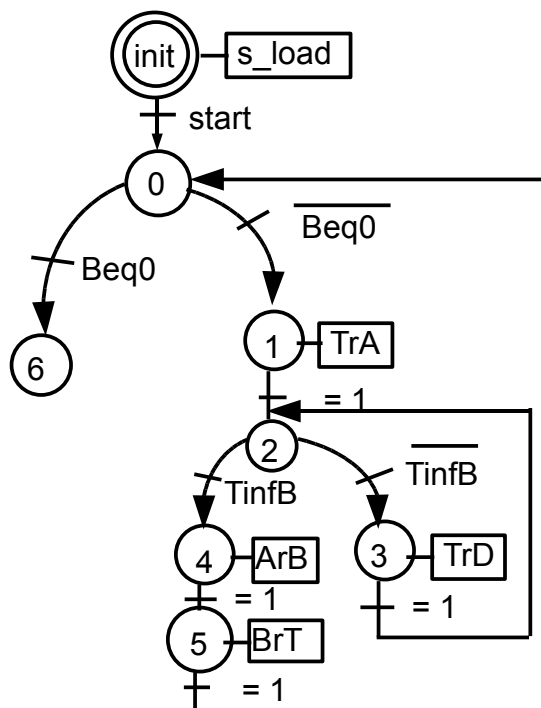 init
s_load
start
0
Beq0
Beq0
6
1
TrA
= 1
2
TinfB
TinfB
4
ArB
3
TrD
= 1
= 1
5
BrT
= 1